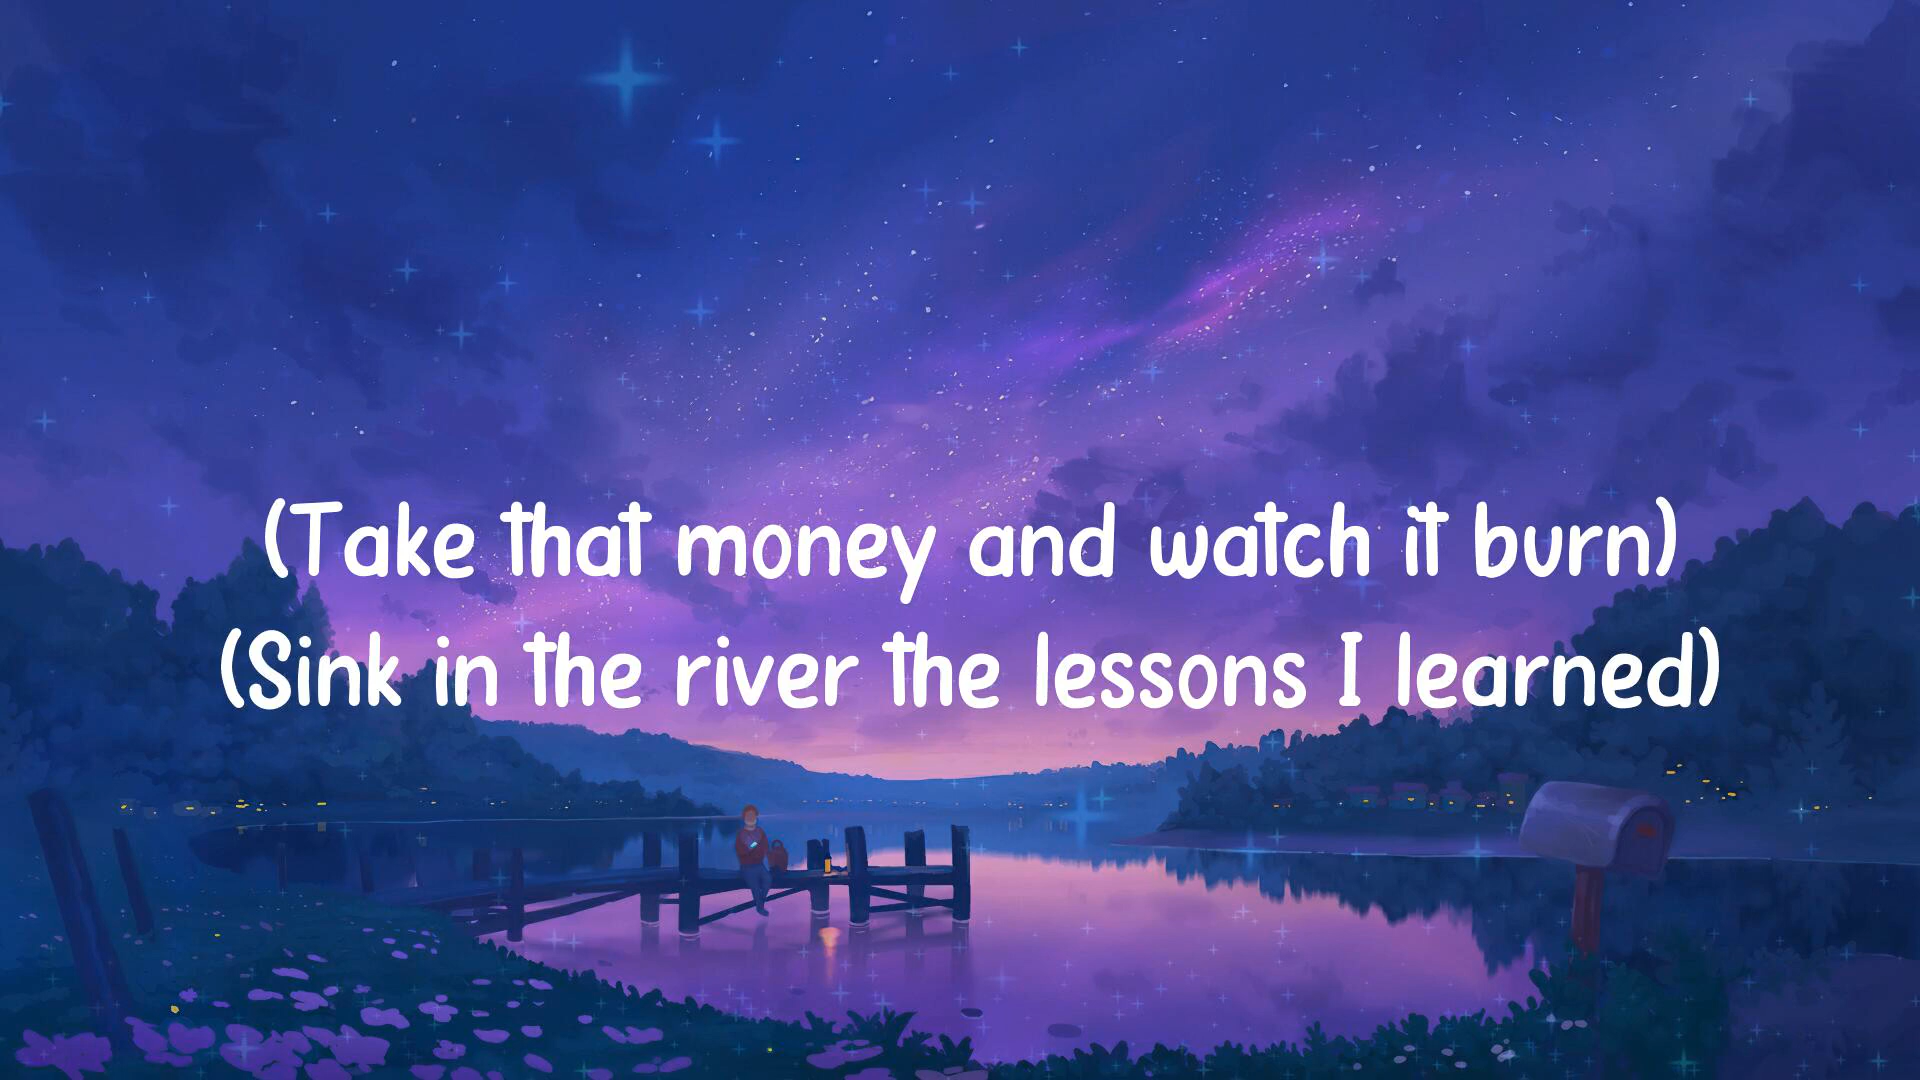 (Take that money and watch it burn)
(Sink in the river the lessons I learned)